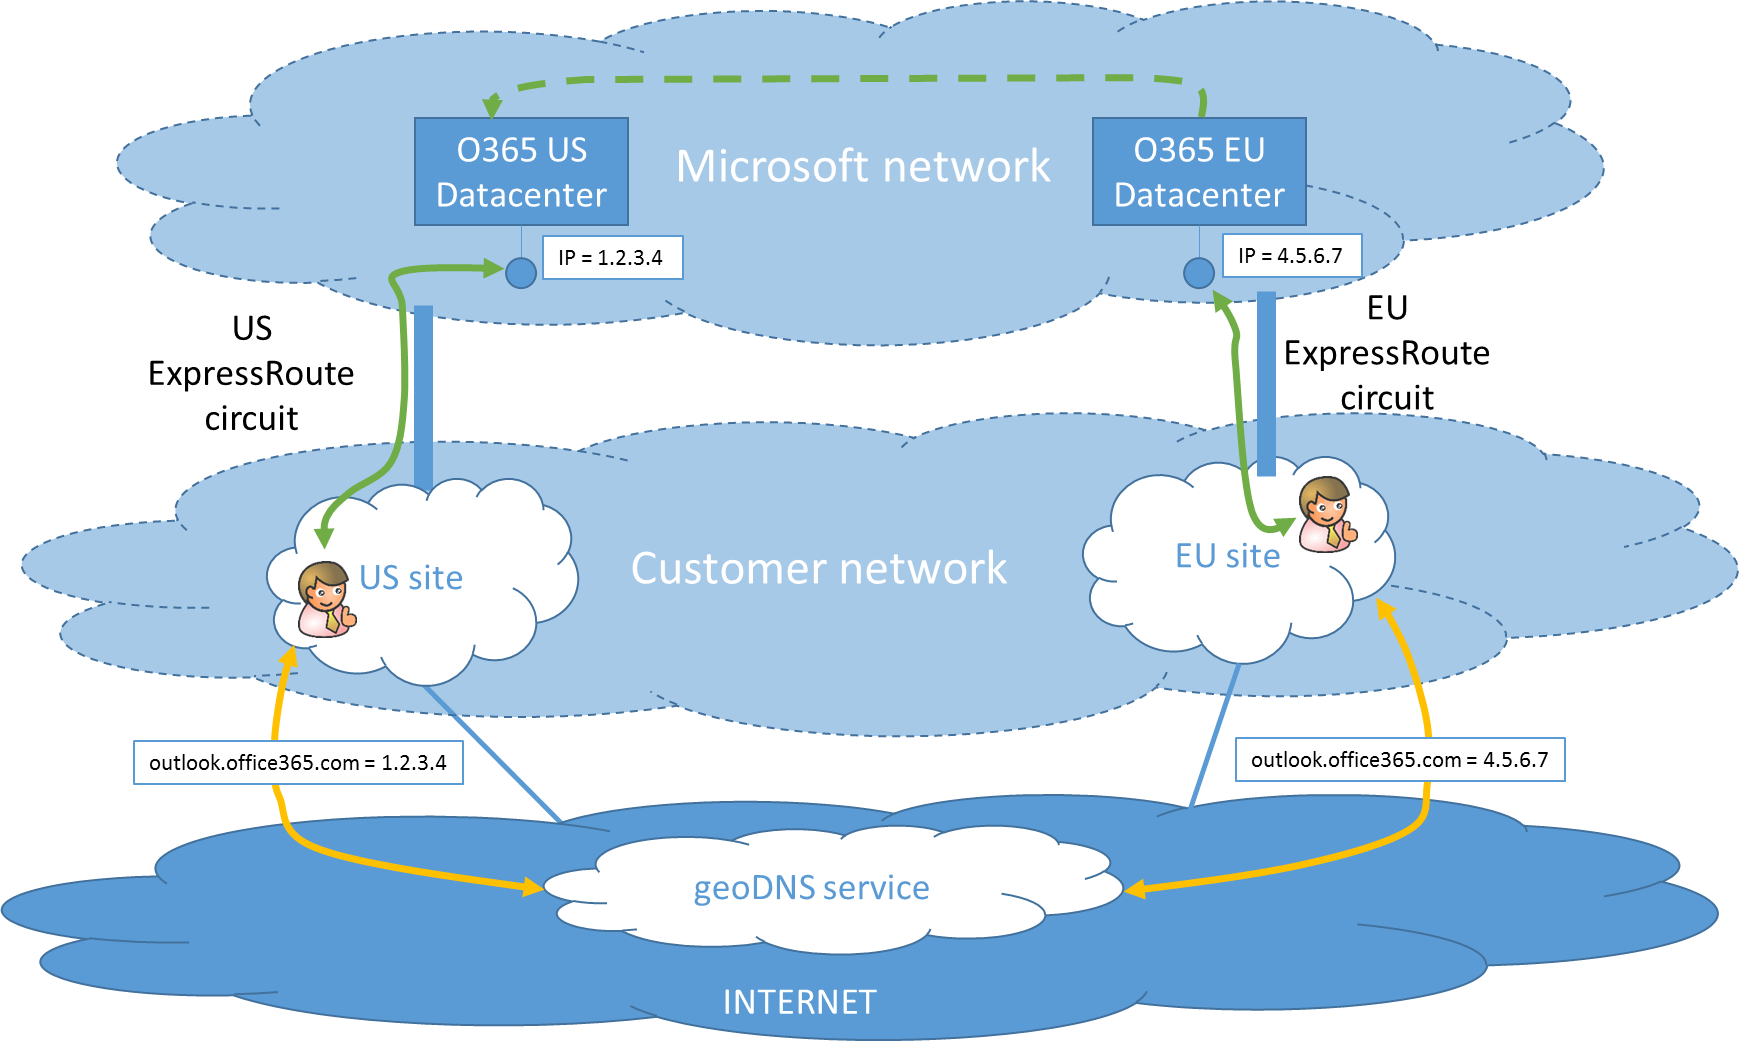 O365 US
Datacenter
Microsoft network
O365 EU
Datacenter
IP = 1.2.3.4
IP = 4.5.6.7
US
ExpressRoute
circuit
EU
ExpressRoute
circuit
US site
Customer network
EU site
outlook.office365.com = 1.2.3.4
outlook.office365.com = 4.5.6.7
geoDNS service
INTERNET